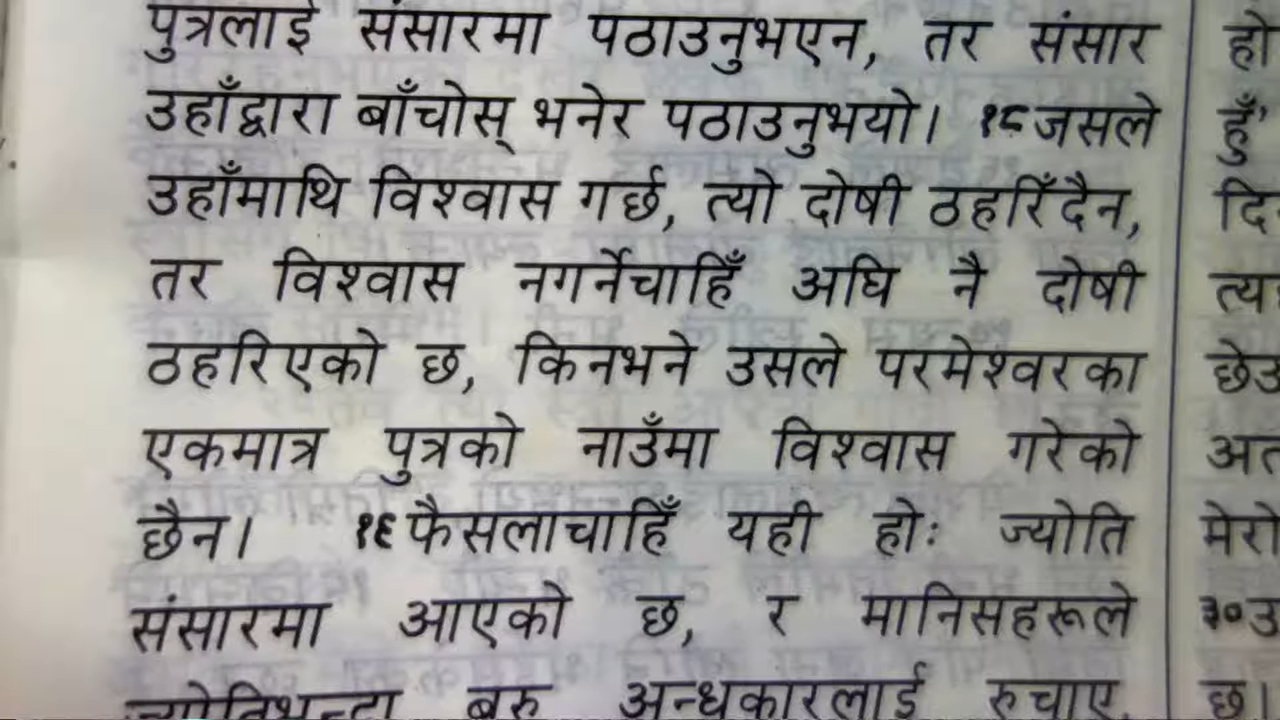 पुत्रलाई संसारमा पठाउनुभएन, तर संसार
उहाँद्वारा बाँचोस् भनेर पठाउनुभयो। १८जसले
उहाँमाथि विश्वास गर्छ, त्यो दोषी ठहरिँदैन,
तर विश्वास नगर्नेचाहिँ अघि नै दोषी
ठहरिएको छ, किनभने उसले परमेश्वरका
एकमात्र पुत्रको नाउँमा विश्वास गरेको
छैन। १९फैसलाचाहिँ यही हो: ज्योति
संसारमा आएको छ, र मानिसहरूले
ज्योतिभन्दा बरु अन्धकारलाई रुचाए
हो
हुँ
दि
त्य
छेउ
अत
मेरो
३०उ
छ।